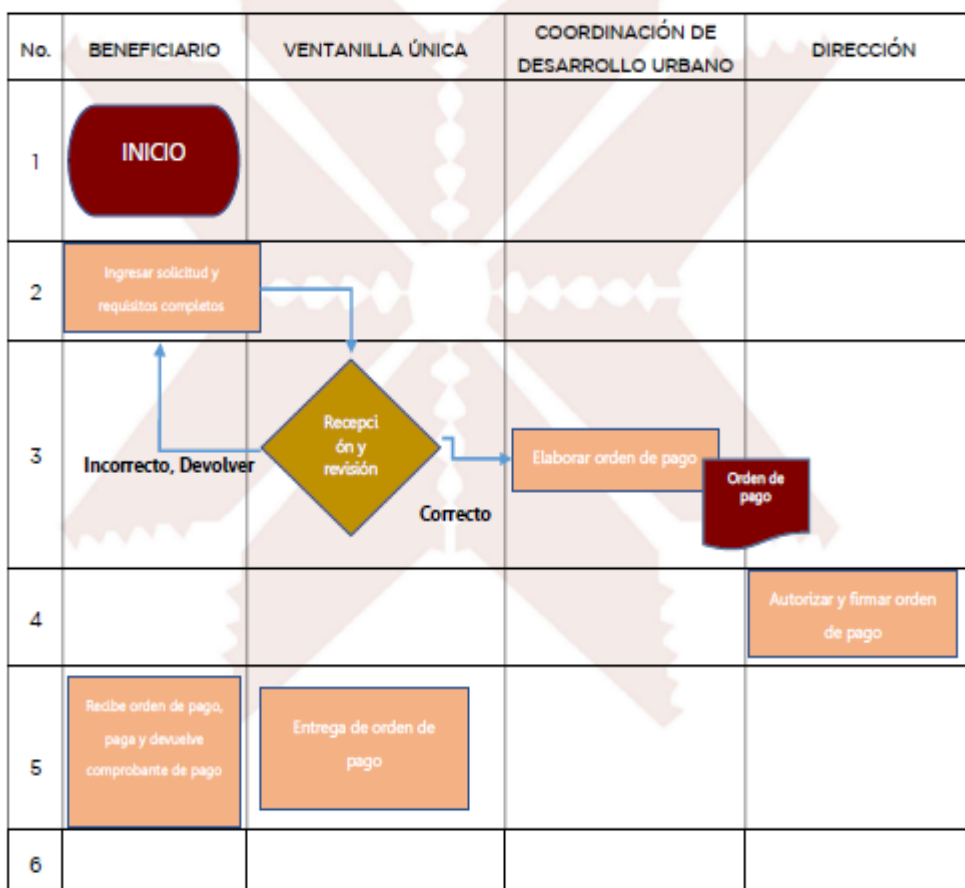 No.
BENEFICIARIO
VENTANILLA ÚNICA
COORDINACIÓN DE
DESARROLLO URBANO
DIRECCIÓN
1
INICIO
2
Ingresar solicitud y
requisitos completos
3
Incorrecto, Devolver
Recepci
ón y
revisión
Correcto
Elaborar orden de pago
Orden de
pago
4
Autorizar y firmar orden
de pago
5
Recibe orden de pago,
paga y devuelve
comprobante de pago
Entrega de orden de
pago
6